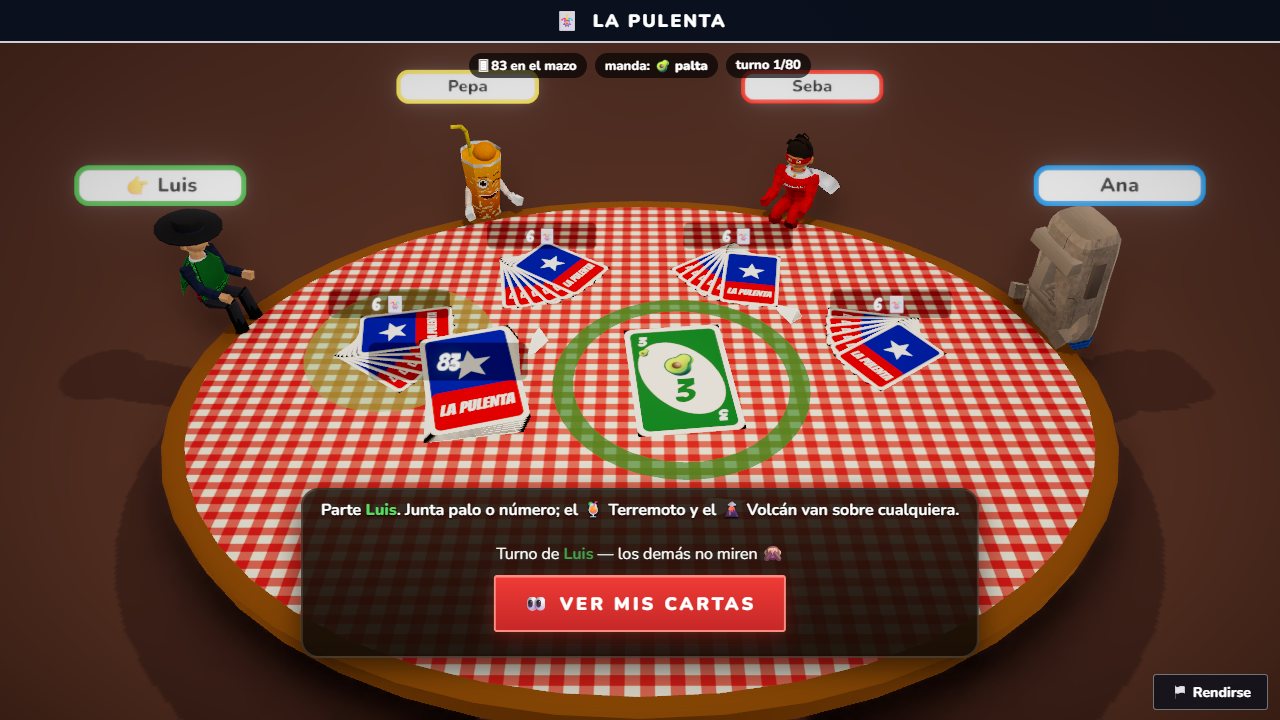 LA PULENTA
83 en el mazo
manda: palta
turno 1/80
Pepa
Seba
Luis
Ana
6
6
6
6
LA PULENTA
LA PULENTA
83
LA PULENTA
3
3
3
Parte Luis. Junta palo o número; el Terremoto y el Volcán van sobre cualquiera.
Turno de Luis — los demás no miren
VER MIS CARTAS
Rendirse